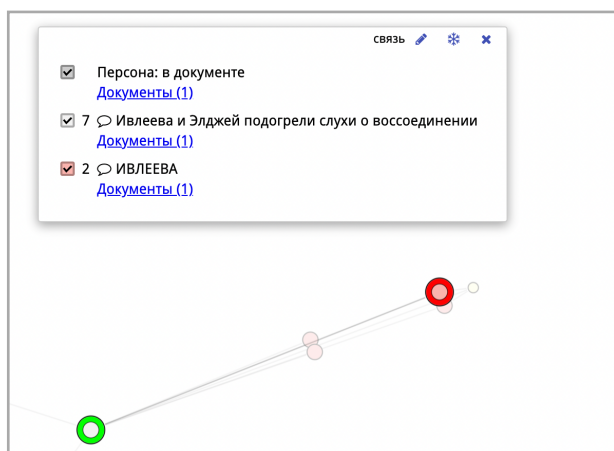 связь
Персона: в документе
Документы (1)
7 Ивлеева и Элджей подогрели слухи о воссоединении
Документы (1)
2 ИВЛЕЕВА
Документы (1)